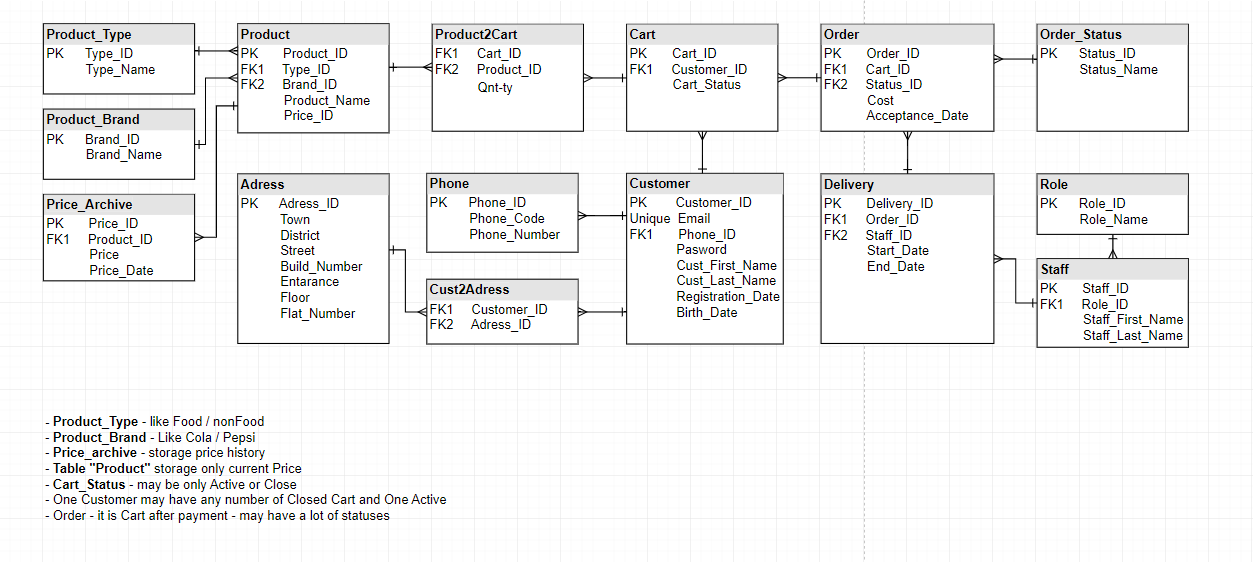 Product_Type
PK Type_ID
Type_Name
Product_Brand
PK Brand_ID
Brand_Name
Price_Archive
PK Price_ID
FK1 Product_ID
Price
Price_Date
Product
PK Product_ID
FK1 Type_ID
FK2 Brand_ID
Product_Name
Price_ID
Adress
PK Adress_ID
Town
District
Street
Build_Number
Entarance
Floor
Flat_Number
Product2Cart
FK1 Cart_ID
FK2 Product_ID
Qnt-ty
Phone
PK Phone_ID
Phone_Code
Phone_Number
Cust2Adress
FK1 Customer_ID
FK2 Adress_ID
Cart
PK Cart_ID
FK1 Customer_ID
Cart_Status
Customer
PK Customer_ID
Unique Email
FK1 Phone_ID
Pasword
Cust_First_Name
Cust_Last_Name
Registration_Date
Birth_Date
Order
PK Order_ID
FK1 Cart_ID
FK2 Status_ID
Cost
Acceptance_Date
Delivery
PK Delivery_ID
FK1 Order_ID
FK2 Staff_ID
Start_Date
End_Date
Order_Status
PK Status_ID
Status_Name
Role
PK Role_ID
Role_Name
Staff
PK Staff_ID
FK1 Role_ID
Staff_First_Name
Staff_Last_Name
- Product_Type - like Food / nonFood
- Product_Brand - Like Cola / Pepsi
- Price_archive - storage price history
- Table "Product" storage only current Price
- Cart_Status - may be only Active or Close
- One Customer may have any number of Closed Cart and One Active
- Order - it is Cart after payment - may have a lot of statuses